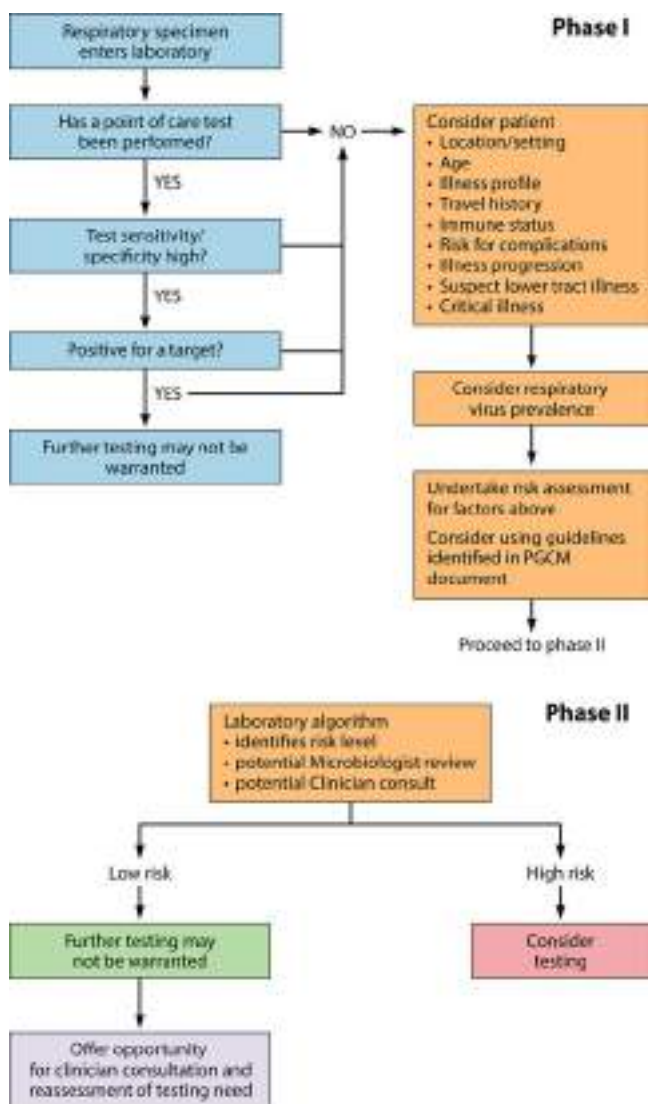 Phase I
Respiratory specimen
enters laboratory
Has a point of care test
been performed?
NO
YES
Test sensitivity/
specificity high?
YES
Positive for a target?
YES
Further testing may not be
warranted
Consider patient
• Location/setting
• Age
• Illness profile
• Travel history
• Immune status
• Risk for complications
• Illness progression
• Suspect lower tract illness
• Critical illness
Consider respiratory
virus prevalence
Undertake risk assessment
for factors above
Consider using guidelines
identified in PGCM
document
Proceed to phase II
Phase II
Laboratory algorithm
• identifies risk level
• potential Microbiologist review
• potential Clinician consult
Low risk
High risk
Further testing may
not be warranted
Consider
testing
Offer opportunity
for clinician consultation and
reassessment of testing need